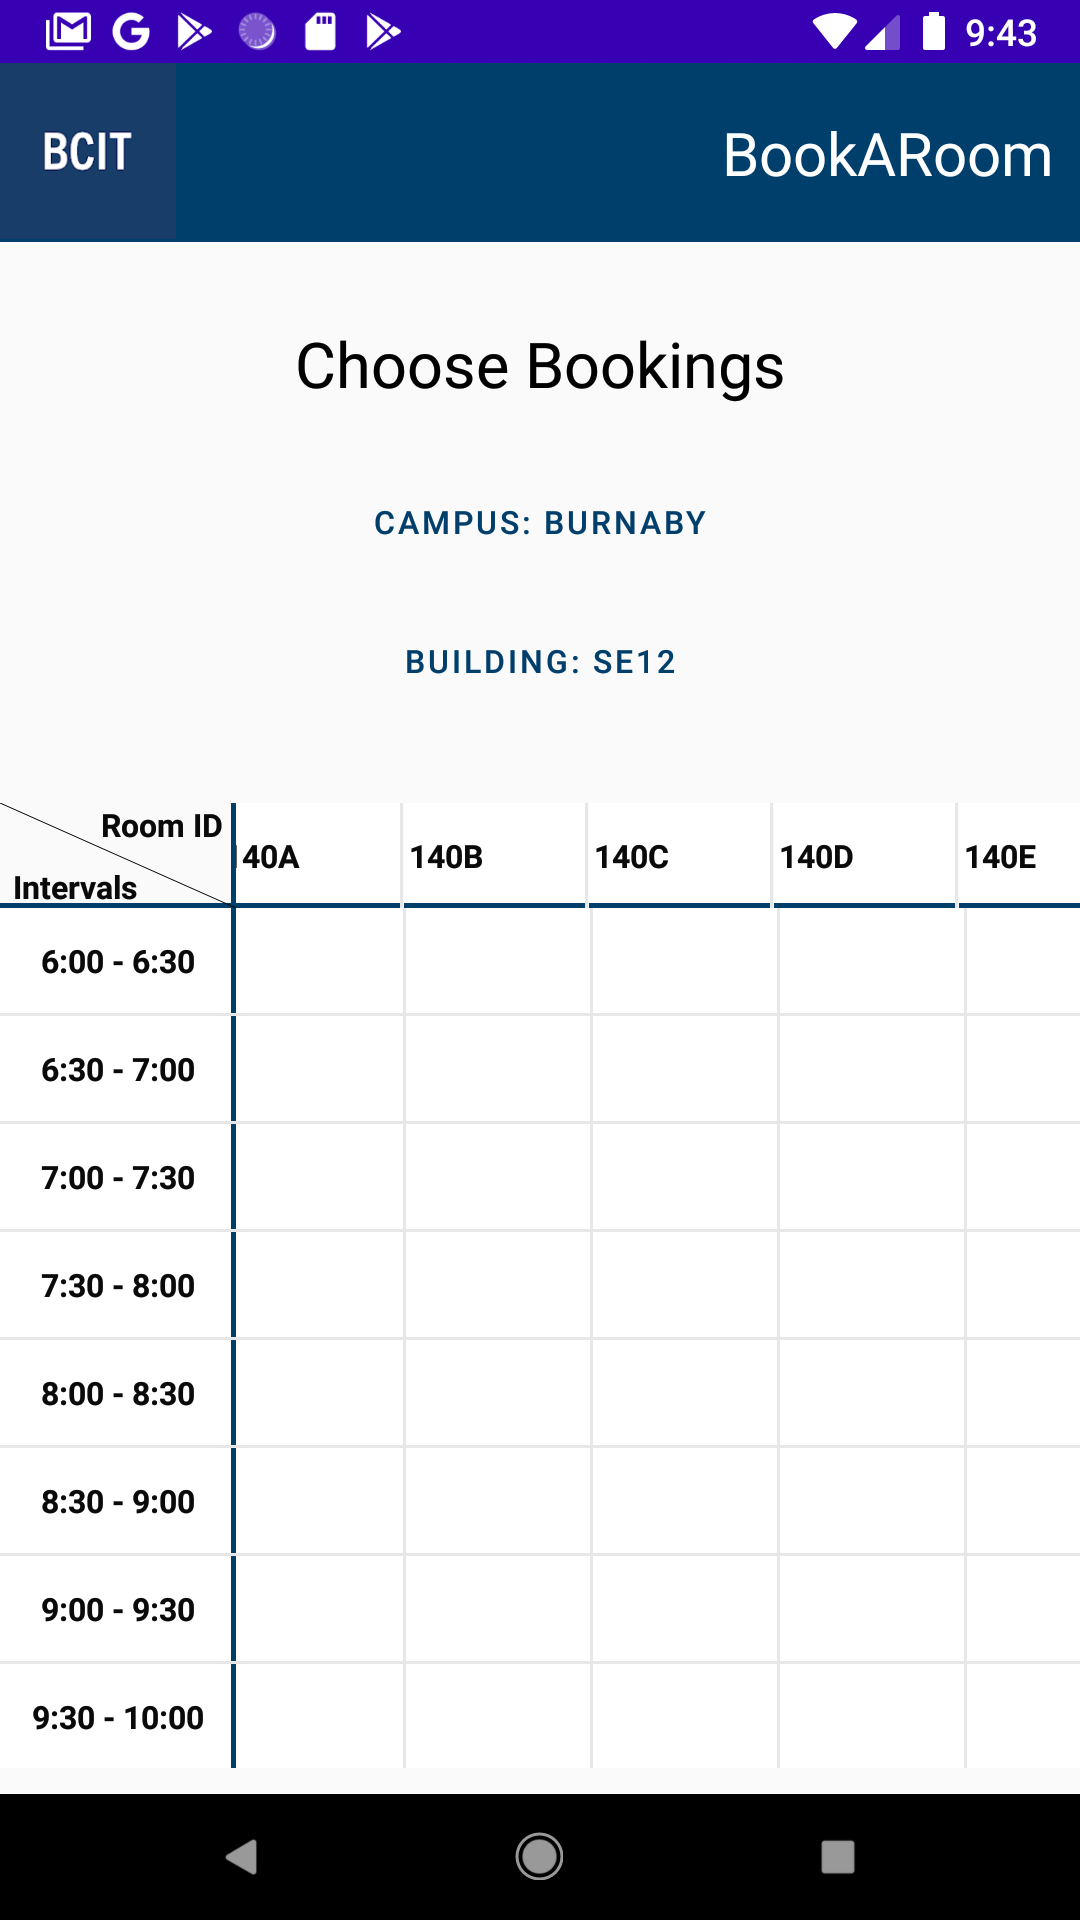 9:43
BCIT
BookARoom
Choose Bookings
CAMPUS: BURNABY
BUILDING: SE12
Room ID
Intervals
40A 140B 140C 140D 140E
6:00 - 6:30
6:30 - 7:00
7:00 - 7:30
7:30 - 8:00
8:00 - 8:30
8:30 - 9:00
9:00 - 9:30
9:30 - 10:00